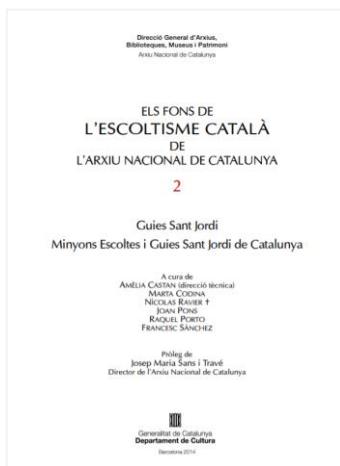 Direcció General d'Arxius,
Biblioteques, Museus i Patrimoni
Arxiu Nacional de Catalunya
ELS FONS DE
L'ESCOLTISME CATALÀ
DE
L'ARXIU NACIONAL DE CATALUNYA
2
Guies Sant Jordi
Minyons Escoltes i Guies Sant Jordi de Catalunya
A cura de
AMÈLIA CASTAN (direcció tècnica)
MARTA CODINA
NICOLAS RAVIER †
JOAN PONS
RAQUEL PORTO
FRANCESC SÀNCHEZ
Pròleg de
Josep Maria Sans i Travé
Director de l'Arxiu Nacional de Catalunya
Generalitat de Catalunya
Departament de Cultura
Barcelona 2014